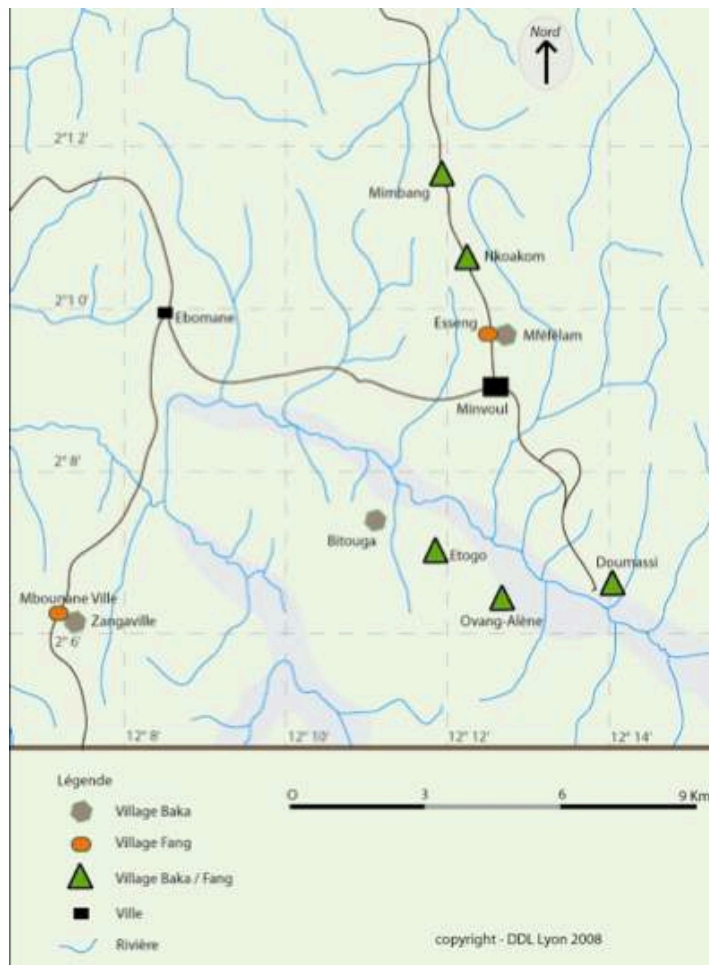 Nord
2°1 2'
Mimbang
Nkoakom
2°1 0'
Ebomane
Esseng
Mféfélam
Minvoul
2° 8'
Bitouga
Etogo
Doumassi
Mbounane Ville
Zangaville
Ovang-Alène
2° 6'
12° 8'
12° 10'
12° 12'
12° 14'
Légende
Village Baka
Village Fang
Village Baka / Fang
Ville
Rivière
0 3 6 9 Km
copyright - DDL Lyon 2008